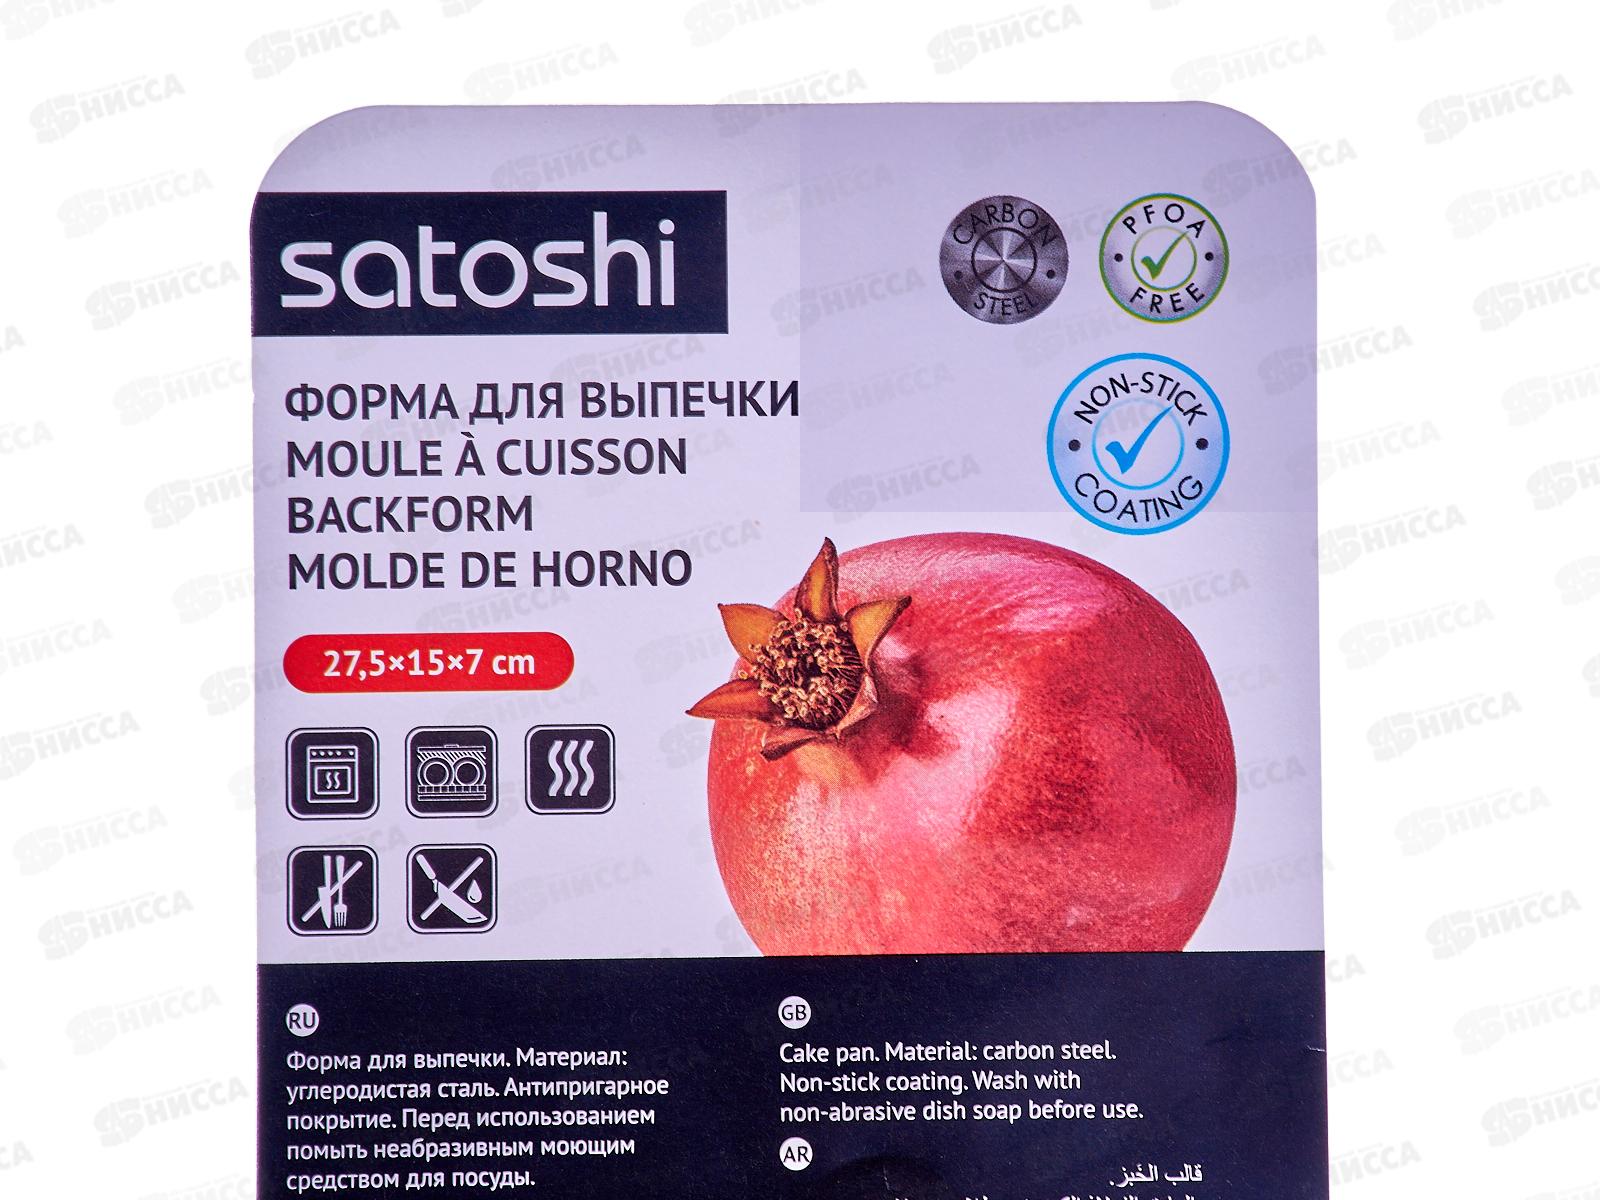 satoshi
CARBON STEEL
PFOA FREE
NON-STICK COATING
ФОРМА ДЛЯ ВЫПЕЧКИ
MOULE À CUISSON
BACKFORM
MOLDE DE HORNO
27,5×15×7 cm
RU
Форма для выпечки. Материал:
углеродистая сталь. Антипригарное
покрытие. Перед использованием
помыть неабразивным моющим
средством для посуды.
GB
Cake pan. Material: carbon steel.
Non-stick coating. Wash with
non-abrasive dish soap before use.
AR
قالب الخَبز.
НИССА